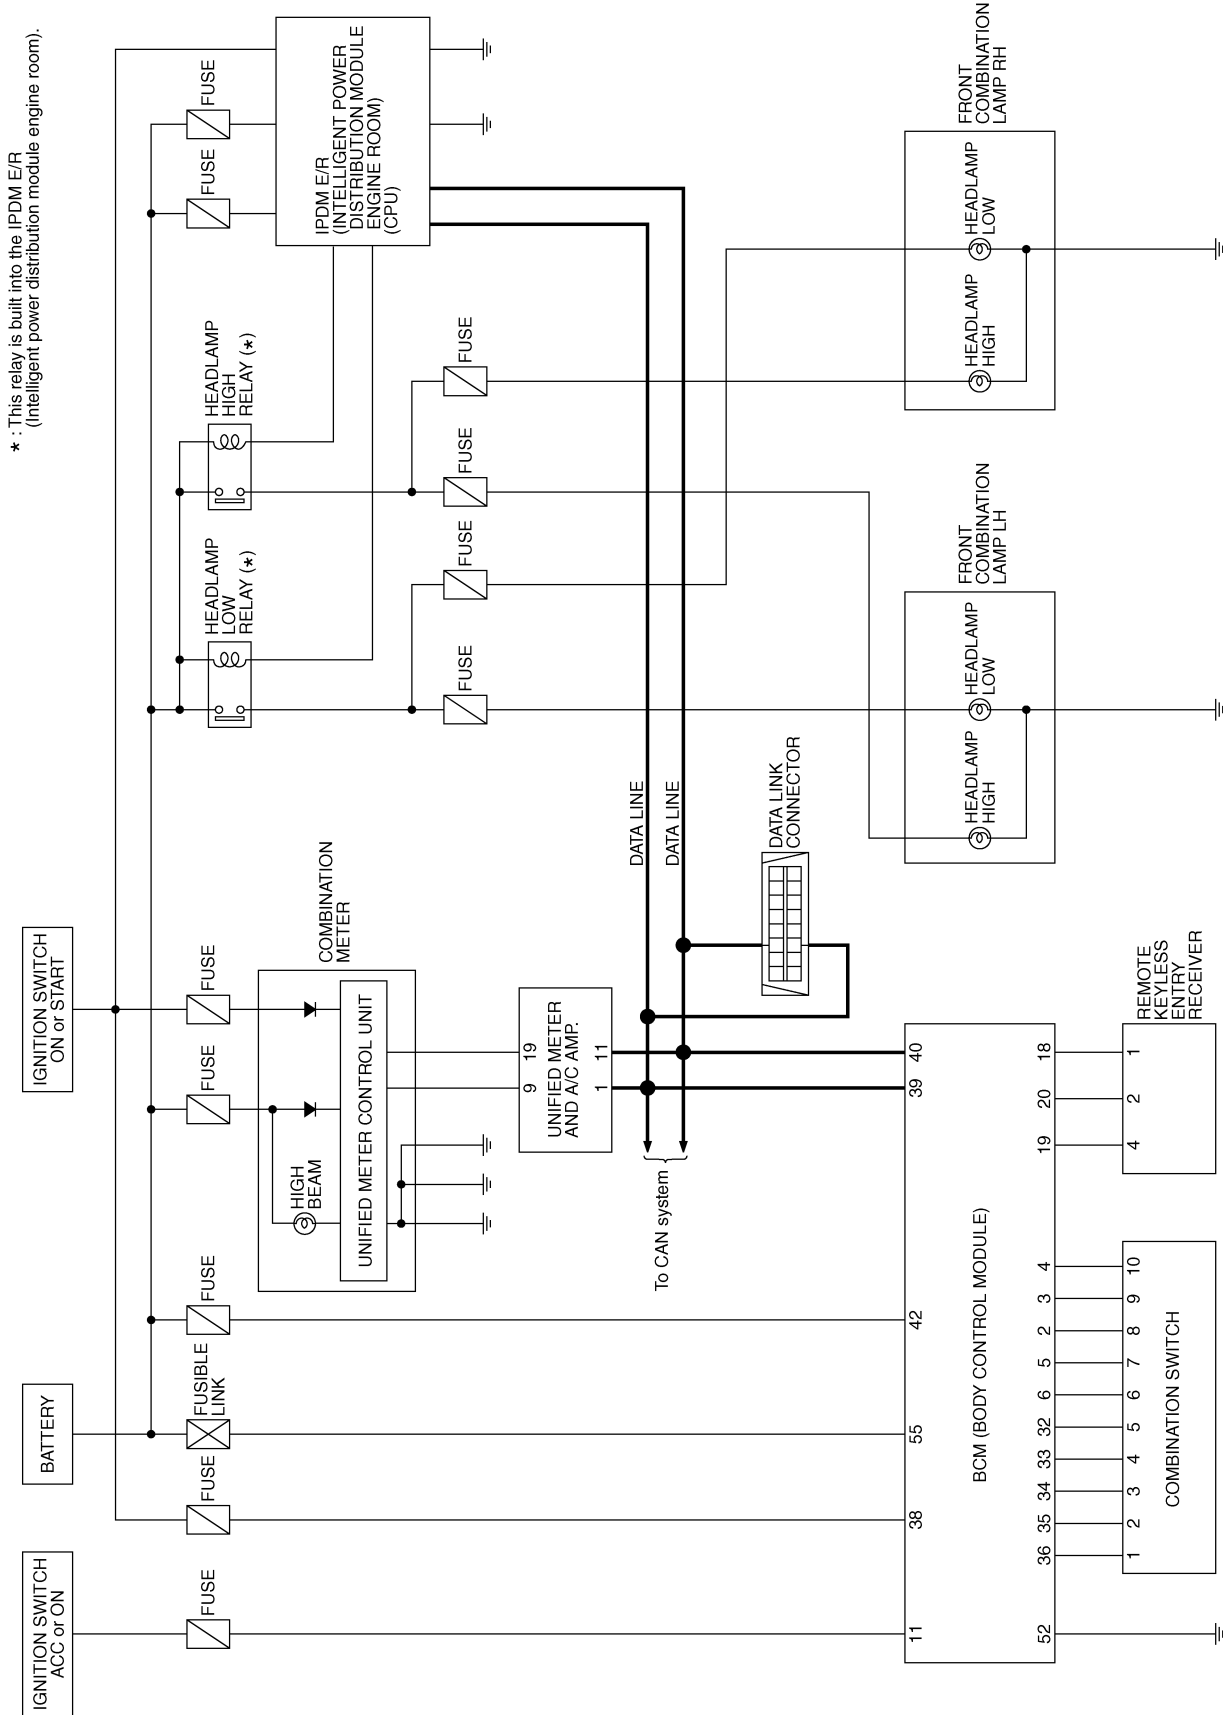 IGNITION SWITCH
ACC or ON
BATTERY
IGNITION SWITCH
ON or START
* : This relay is built into the IPDM E/R
(Intelligent power distribution module engine room).
FUSE
FUSE
FUSIBLE
LINK
FUSE
FUSE
FUSE
FUSE
FUSE
HEADLAMP
LOW
RELAY (*)
HEADLAMP
HIGH
RELAY (*)
IPDM E/R
(INTELLIGENT POWER
DISTRIBUTION MODULE
ENGINE ROOM)
(CPU)
COMBINATION
METER
HIGH
BEAM
UNIFIED METER CONTROL UNIT
FUSE
FUSE
FUSE
FUSE
9 19
UNIFIED METER
AND A/C AMP.
1 11
DATA LINE
DATA LINE
To CAN system
DATA LINK
CONNECTOR
11 38 55 42 39 40
BCM (BODY CONTROL MODULE)
52 36 35 34 33 32 6 5 2 3 4 19 20 18
1 2 3 4 5 6 7 8 9 10
COMBINATION SWITCH
4 2 1
REMOTE
KEYLESS
ENTRY
RECEIVER
FRONT
COMBINATION
LAMP LH
HEADLAMP
HIGH
HEADLAMP
LOW
FRONT
COMBINATION
LAMP RH
HEADLAMP
HIGH
HEADLAMP
LOW